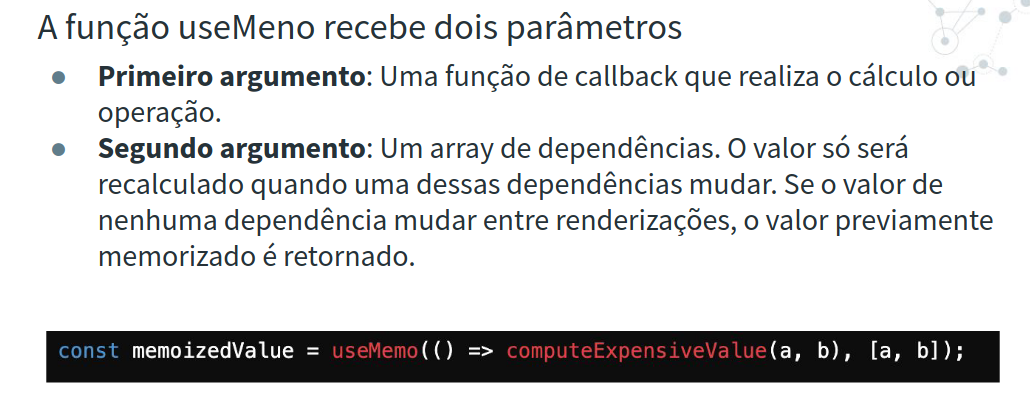 A função useMeno recebe dois parâmetros
● Primeiro argumento: Uma função de callback que realiza o cálculo ou
operação.
● Segundo argumento: Um array de dependências. O valor só será
recalculado quando uma dessas dependências mudar. Se o valor de
nenhuma dependência mudar entre renderizações, o valor previamente
memorizado é retornado.
const memoizedValue = useMemo(() => computeExpensiveValue(a, b), [a, b]);